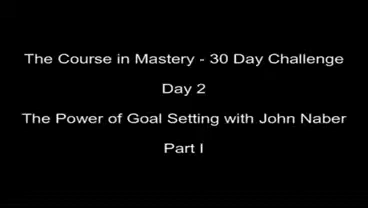 The Course in Mastery - 30 Day Challenge
Day 2
The Power of Goal Setting with John Naber
Part I